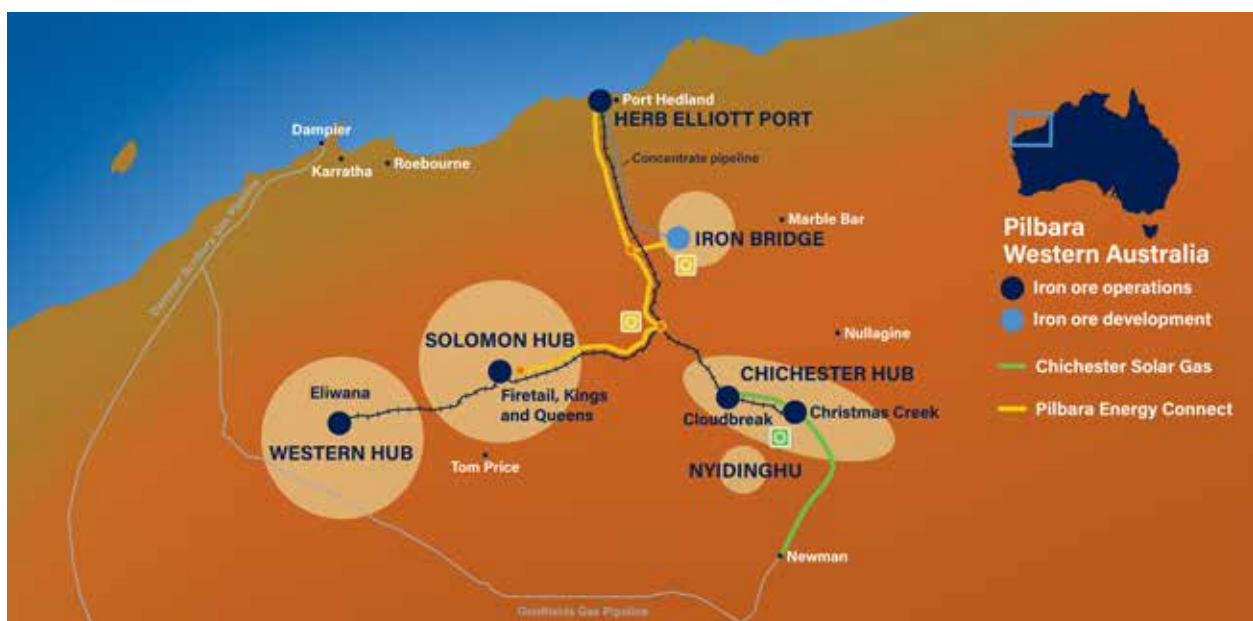 Port Hedland
HERB ELLIOTT PORT
Dampier
Karratha
Roebourne
Concentrate pipeline
Marble Bar
IRON BRIDGE
Pilbara
Western Australia
Iron ore operations
Iron ore development
Chichester Solar Gas
Pilbara Energy Connect
Nullagine
SOLOMON HUB
Firetail, Kings
and Queens
CHICHESTER HUB
Cloudbreak
Christmas Creek
Eliwana
WESTERN HUB
Tom Price
NYIDINGHU
Newman
Goldfields Gas Pipeline
Gas Pipeline